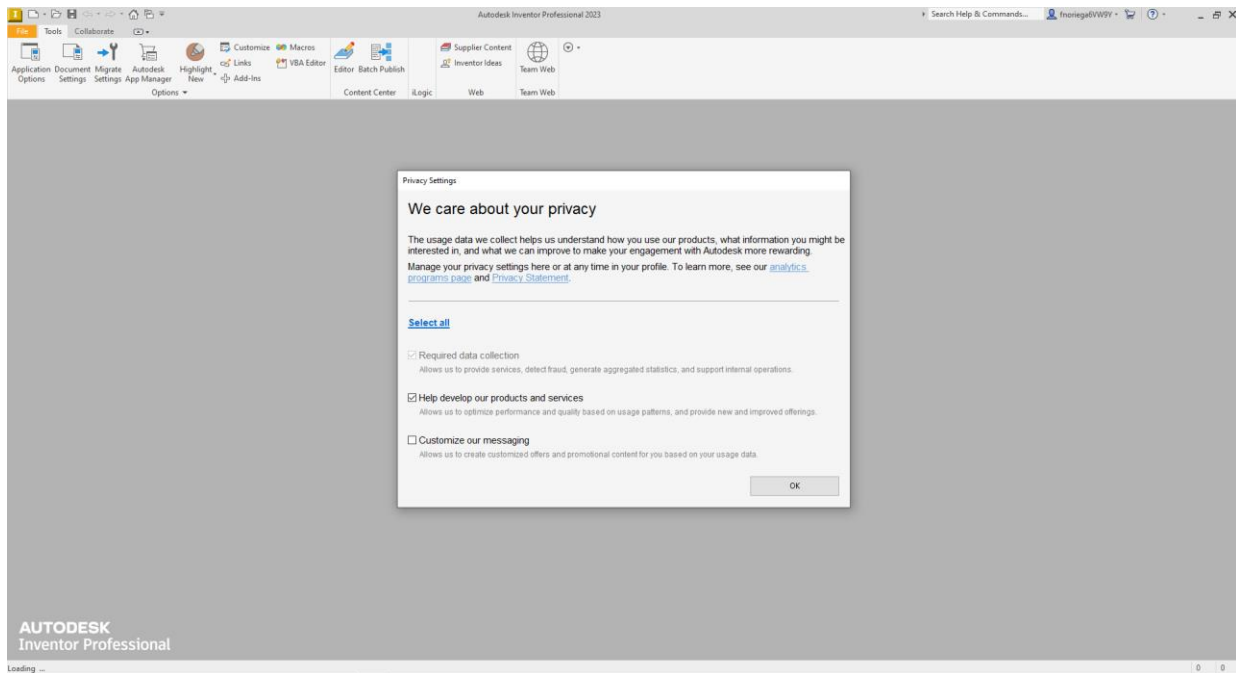 Autodesk Inventor Professional 2023
Search Help & Commands...
fnoriega6VW9Y
File Tools Collaborate
Application Options
Document Settings
Migrate Settings
Autodesk App Manager
Highlight New
Customize
Links
Add-Ins
Macros
VBA Editor
Editor
Batch Publish
Supplier Content
Inventor Ideas
Team Web
Options
Content Center
iLogic
Web
Team Web
Privacy Settings
We care about your privacy
The usage data we collect helps us understand how you use our products, what information you might be
interested in, and what we can improve to make your engagement with Autodesk more rewarding.
Manage your privacy settings here or at any time in your profile. To learn more, see our analytics
programs page and Privacy Statement.
Select all
Required data collection
Allows us to provide services, detect fraud, generate aggregated statistics, and support internal operations.
Help develop our products and services
Allows us to optimize performance and quality based on usage patterns, and provide new and improved offerings.
Customize our messaging
Allows us to create customized offers and promotional content for you based on your usage data.
OK
AUTODESK
Inventor Professional
Loading ...
0 0